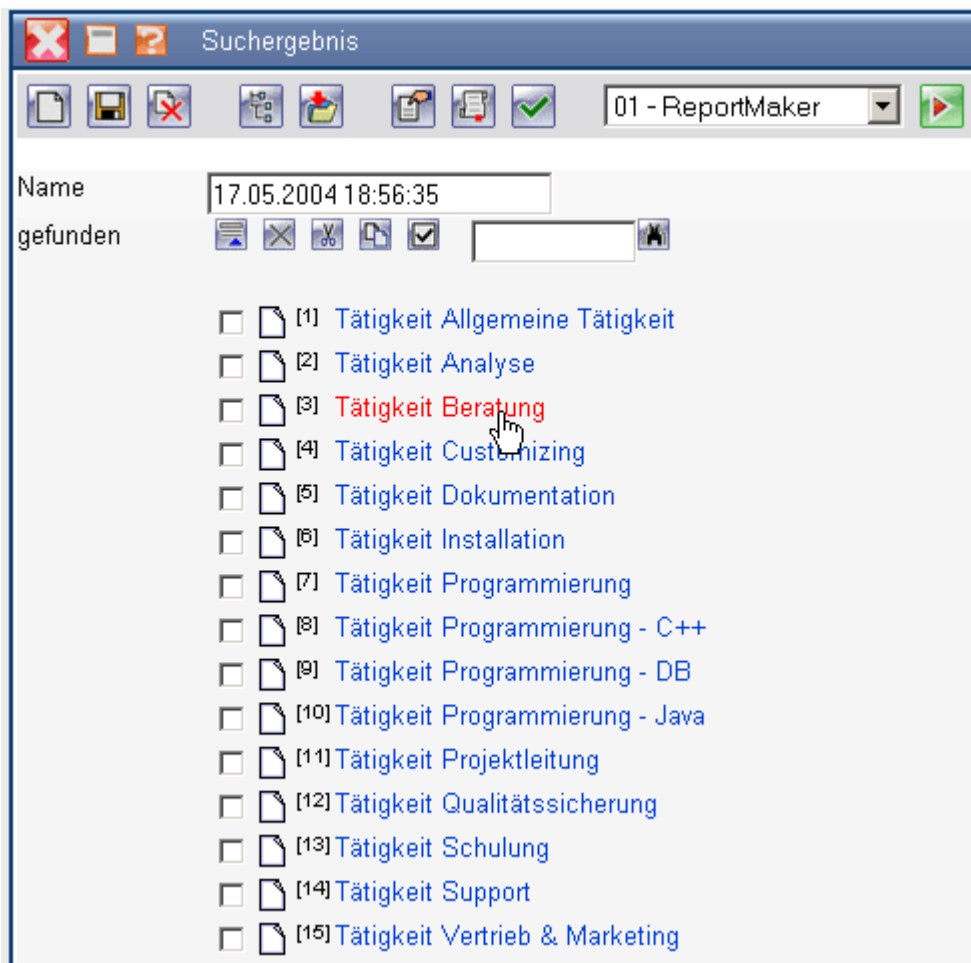 Suchergebnis
01 - ReportMaker
Name 17.05.2004 18:56:35
gefunden
[1] Tätigkeit Allgemeine Tätigkeit
[2] Tätigkeit Analyse
[3] Tätigkeit Beratung
[4] Tätigkeit Customizing
[5] Tätigkeit Dokumentation
[6] Tätigkeit Installation
[7] Tätigkeit Programmierung
[8] Tätigkeit Programmierung - C++
[9] Tätigkeit Programmierung - DB
[10] Tätigkeit Programmierung - Java
[11] Tätigkeit Projektleitung
[12] Tätigkeit Qualitätssicherung
[13] Tätigkeit Schulung
[14] Tätigkeit Support
[15] Tätigkeit Vertrieb & Marketing